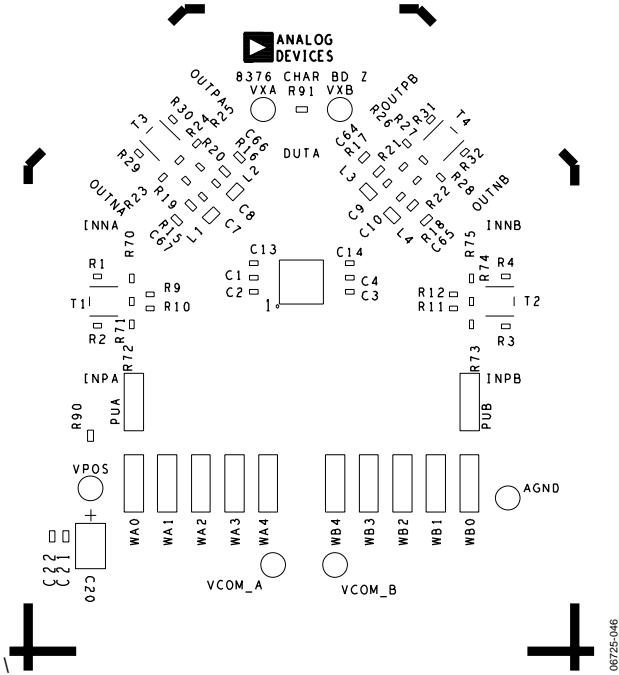 ANALOG
DEVICES
8376 CHAR BD Z
VXA R91 VXB
DUTA
OUTPA
R25
R24
R30
T3
R29
R20
C66
R16
L2
R23
R19
OUTNA
R15
C67
L1
C7
C8
OUTPB
R26
R27
R31
T4
R32
R21
C64
R17
L3
R28
R22
OUTNB
R18
C65
L4
C10
C9
INNA
R70
INNB
R75
R74
C13
C14
R1
C1
C4
R4
T1
R9
C2
C3
R12
T2
R10
1
R11
R2
R71
R3
R72
R73
INPA
INPB
PUA
PUB
R90
VPOS
AGND
+
WA0 WA1 WA2 WA3 WA4 WB4 WB3 WB2 WB1 WB0
C22
C21
C20
VCOM_A
VCOM_B
06725-046
\